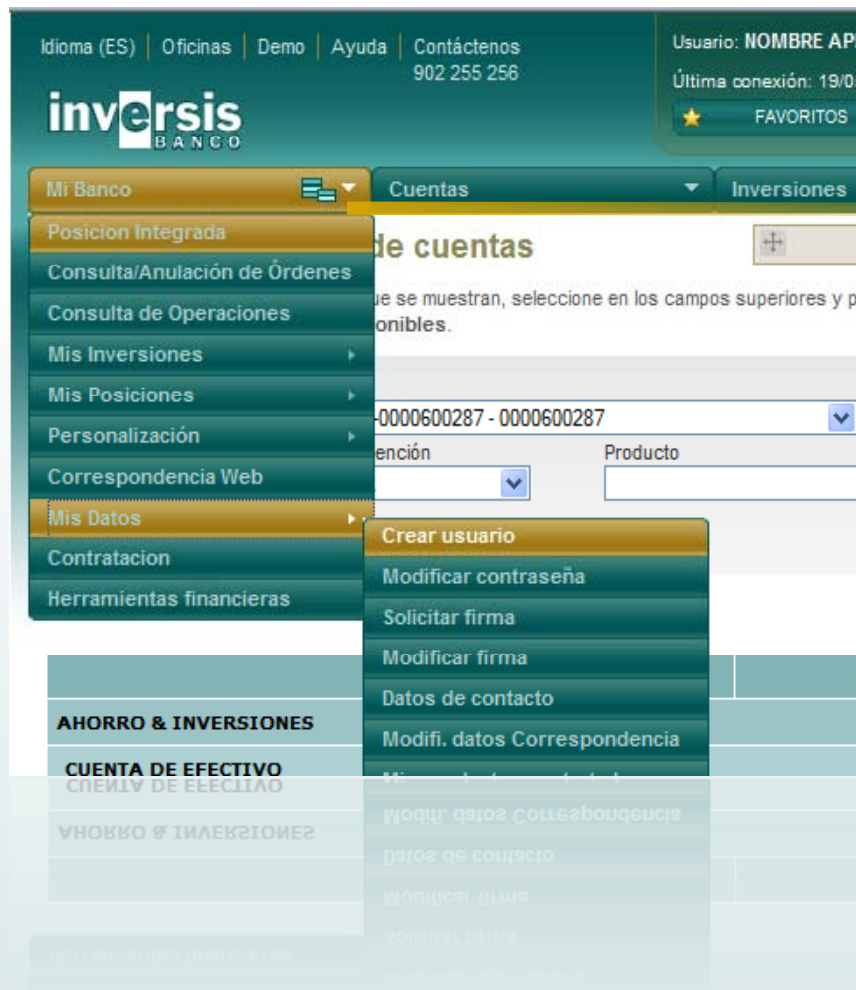 Idioma (ES) | Oficinas | Demo | Ayuda | Contáctenos
902 255 256
inversis
BANCO
Usuario: NOMBRE AP
Última conexión: 19/0
FAVORITOS
Mi Banco
Cuentas
Inversiones
Posicion Integrada
Consulta/Anulación de Órdenes
Consulta de Operaciones
Mis Inversiones
Mis Posiciones
Personalización
Correspondencia Web
Mis Datos
Contratacion
Herramientas financieras
de cuentas
ue se muestran, seleccione en los campos superiores y p
onibles.
-0000600287 - 0000600287
ención
Producto
Crear usuario
Modificar contraseña
Solicitar firma
Modificar firma
Datos de contacto
Modifi. datos Correspondencia
AHORRO & INVERSIONES
CUENTA DE EFECTIVO